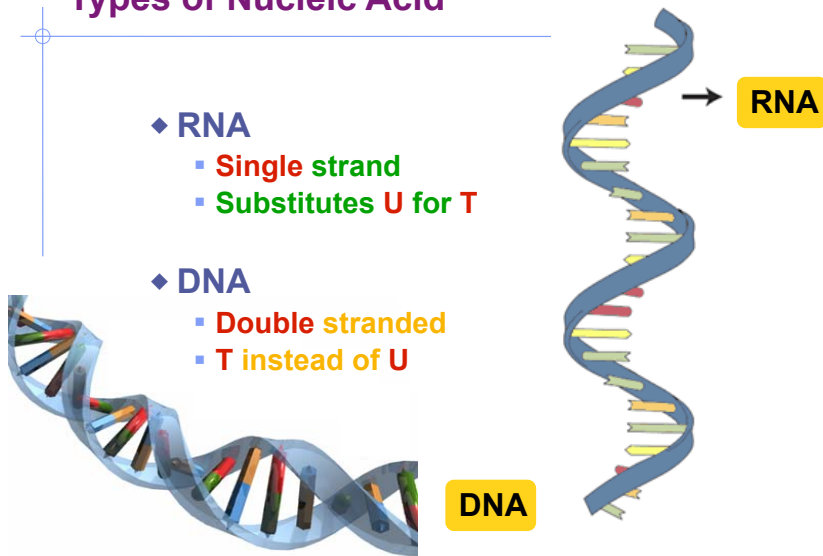 Types of Nucleic Acid
RNA
Single strand
Substitutes U for T
DNA
Double stranded
T instead of U
RNA
DNA